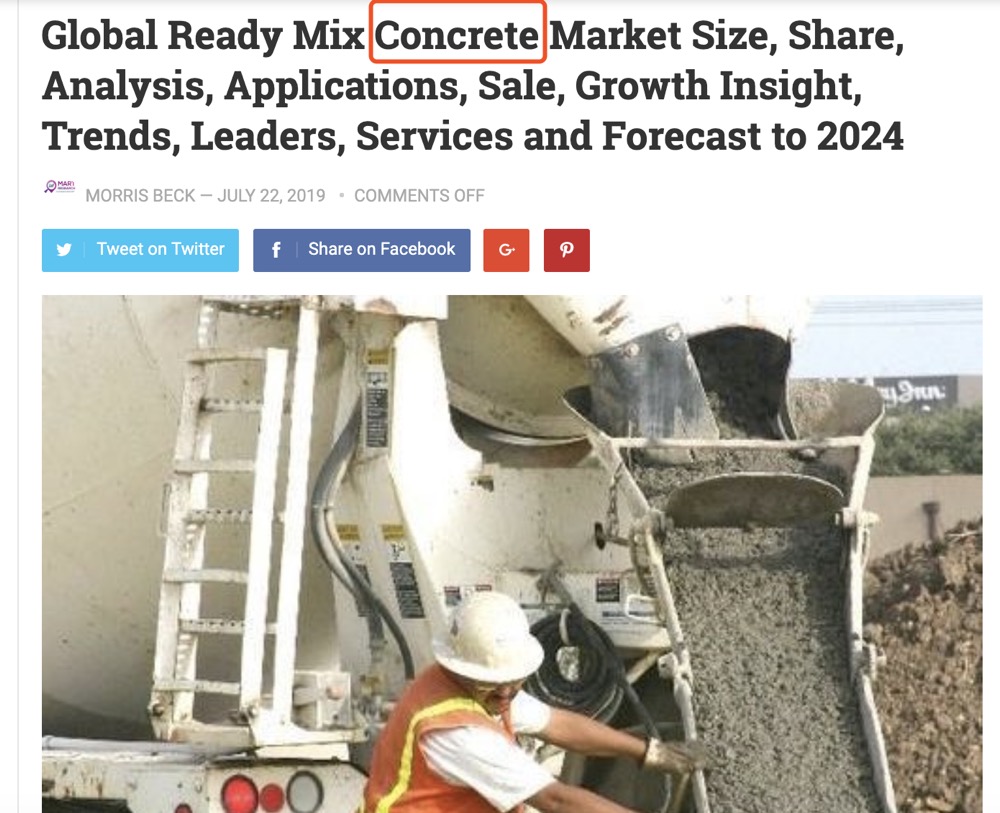 Global Ready Mix Concrete Market Size, Share,
Analysis, Applications, Sale, Growth Insight,
Trends, Leaders, Services and Forecast to 2024
MORRIS BECK — JULY 22, 2019 • COMMENTS OFF
Tweet on Twitter
Share on Facebook
G+
Inn